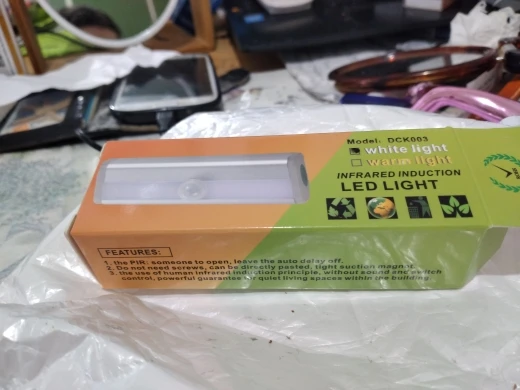 Model: DCK003
white light
warm light
INFRARED INDUCTION
LED LIGHT
FEATURES:
1. the PIR: someone to open, leave the auto delay off.
2. Do not need screws, can be directly pasted, tight suction magnet.
3. the use of human infrared induction principle, without sound and switch
control, powerful guarantee for quiet living spaces within the building.